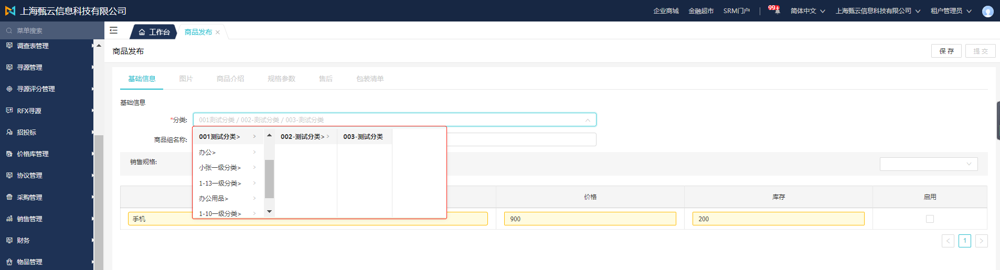 上海甄云信息科技有限公司
企业商城 金融超市 SRM门户 99+ 简体中文 上海甄云信息科技有限公司 租户管理员
菜单搜索
工作台 商品发布
调查表管理
寻源管理
寻源评分管理
RFX寻源
招投标
价格库管理
协议管理
采购管理
销售管理
财务
物品管理
商品发布
保存 提交
基础信息 图片 商品介绍 规格参数 售后 包装清单
基础信息
*分类: 001测试分类 / 002-测试分类 / 003-测试分类
001测试分类> 002-测试分类> 003-测试分类
办公>
小张一级分类>
1-13一级分类>
办公用品>
1-10一级分类>
商品组名称:
销售规格:
价格 库存 启用
手机 900 200
1